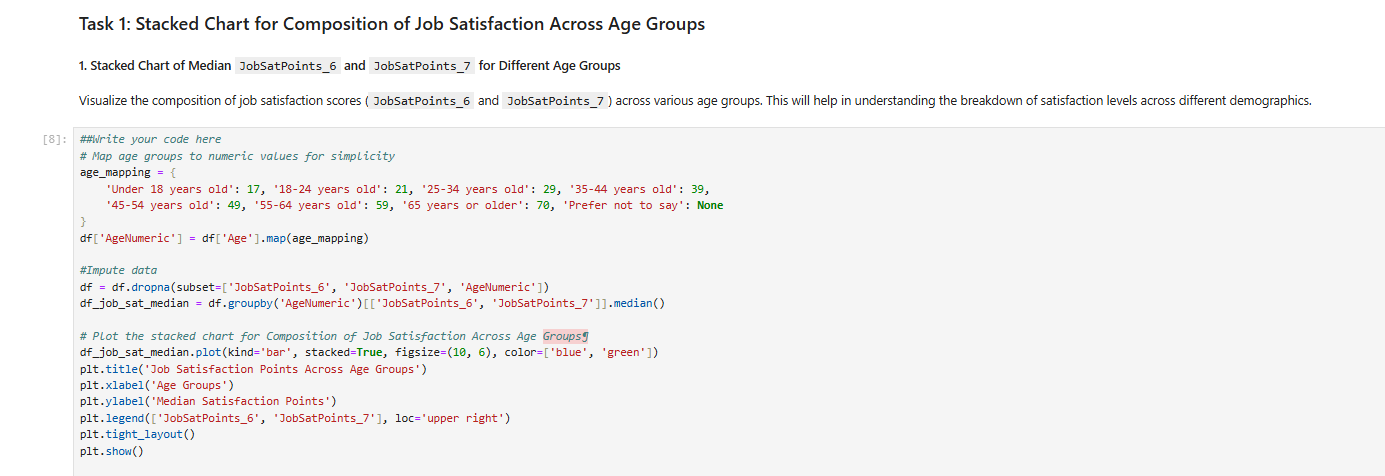 Task 1: Stacked Chart for Composition of Job Satisfaction Across Age Groups
1. Stacked Chart of Median JobSatPoints_6 and JobSatPoints_7 for Different Age Groups
Visualize the composition of job satisfaction scores ( JobSatPoints_6 and JobSatPoints_7 ) across various age groups. This will help in understanding the breakdown of satisfaction levels across different demographics.
[8]: ##Write your code here
# Map age groups to numeric values for simplicity
age_mapping = {
    'Under 18 years old': 17, '18-24 years old': 21, '25-34 years old': 29, '35-44 years old': 39,
    '45-54 years old': 49, '55-64 years old': 59, '65 years or older': 70, 'Prefer not to say': None
}
df['AgeNumeric'] = df['Age'].map(age_mapping)
#Impute data
df = df.dropna(subset=['JobSatPoints_6', 'JobSatPoints_7', 'AgeNumeric'])
df_job_sat_median = df.groupby('AgeNumeric')[['JobSatPoints_6', 'JobSatPoints_7']].median()
# Plot the stacked chart for Composition of Job Satisfaction Across Age Groups¶
df_job_sat_median.plot(kind='bar', stacked=True, figsize=(10, 6), color=['blue', 'green'])
plt.title('Job Satisfaction Points Across Age Groups')
plt.xlabel('Age Groups')
plt.ylabel('Median Satisfaction Points')
plt.legend(['JobSatPoints_6', 'JobSatPoints_7'], loc='upper right')
plt.tight_layout()
plt.show()